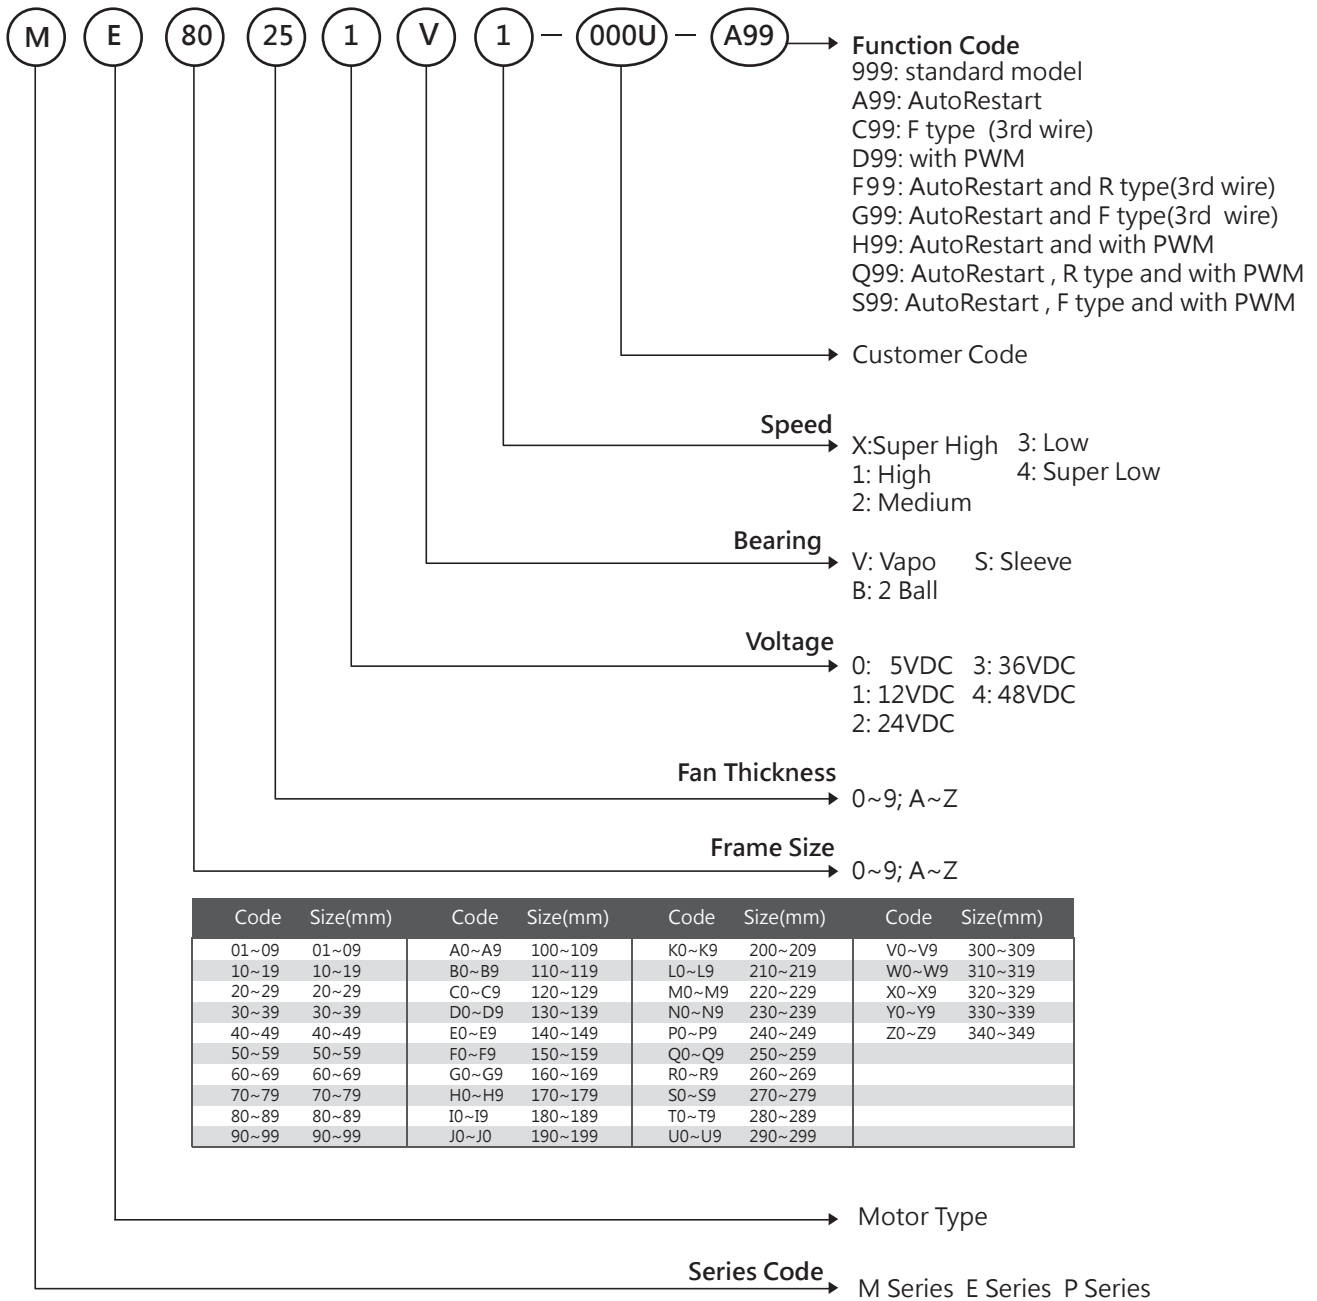 M E 80 25 1 V 1 – 000U – A99
Function Code
999: standard model
A99: AutoRestart
C99: F type (3rd wire)
D99: with PWM
F99: AutoRestart and R type(3rd wire)
G99: AutoRestart and F type(3rd wire)
H99: AutoRestart and with PWM
Q99: AutoRestart , R type and with PWM
S99: AutoRestart , F type and with PWM
Customer Code
Speed
X:Super High 3: Low
1: High 4: Super Low
2: Medium
Bearing
V: Vapo S: Sleeve
B: 2 Ball
Voltage
0: 5VDC 3: 36VDC
1: 12VDC 4: 48VDC
2: 24VDC
Fan Thickness
0~9; A~Z
Frame Size
0~9; A~Z
Code Size(mm) Code Size(mm) Code Size(mm) Code Size(mm)
01~09 01~09 A0~A9 100~109 K0~K9 200~209 V0~V9 300~309
10~19 10~19 B0~B9 110~119 L0~L9 210~219 W0~W9 310~319
20~29 20~29 C0~C9 120~129 M0~M9 220~229 X0~X9 320~329
30~39 30~39 D0~D9 130~139 N0~N9 230~239 Y0~Y9 330~339
40~49 40~49 E0~E9 140~149 P0~P9 240~249 Z0~Z9 340~349
50~59 50~59 F0~F9 150~159 Q0~Q9 250~259
60~69 60~69 G0~G9 160~169 R0~R9 260~269
70~79 70~79 H0~H9 170~179 S0~S9 270~279
80~89 80~89 I0~I9 180~189 T0~T9 280~289
90~99 90~99 J0~J0 190~199 U0~U9 290~299
Motor Type
Series Code
M Series E Series P Series